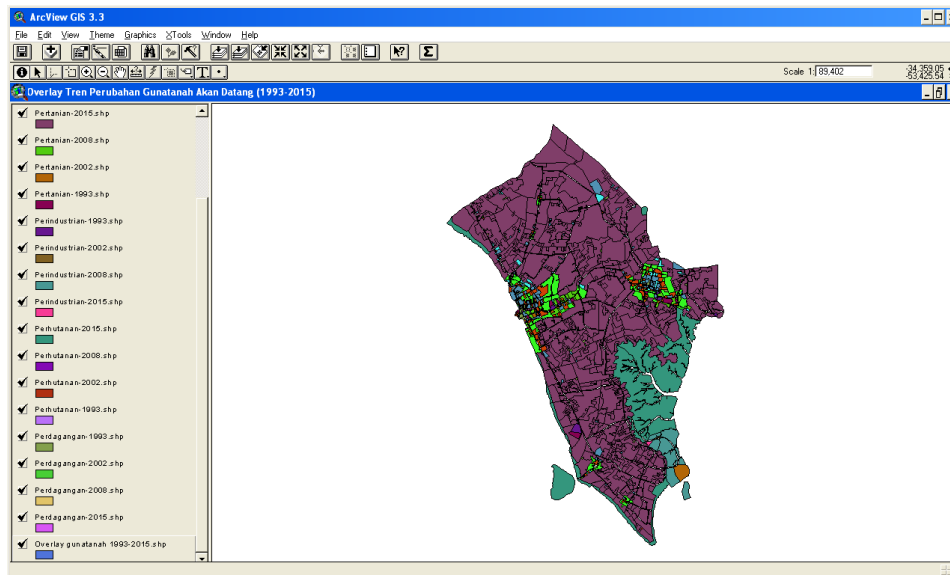 ArcView GIS 3.3
File Edit View Theme Graphics XTools Window Help
Scale 1: 89,402
-34,359.05
-53,425.54
Overlay Tren Perubahan Gunatanah Akan Datang (1993-2015)
Pertanian-2015.shp
Pertanian-2008.shp
Pertanian-2002.shp
Pertanian-1993.shp
Perindustrian-1993.shp
Perindustrian-2002.shp
Perindustrian-2008.shp
Perindustrian-2015.shp
Perhutanan-2015.shp
Perhutanan-2008.shp
Perhutanan-2002.shp
Perhutanan-1993.shp
Perdagangan-1993.shp
Perdagangan-2002.shp
Perdagangan-2008.shp
Perdagangan-2015.shp
Overlay gunatanah 1993-2015.shp